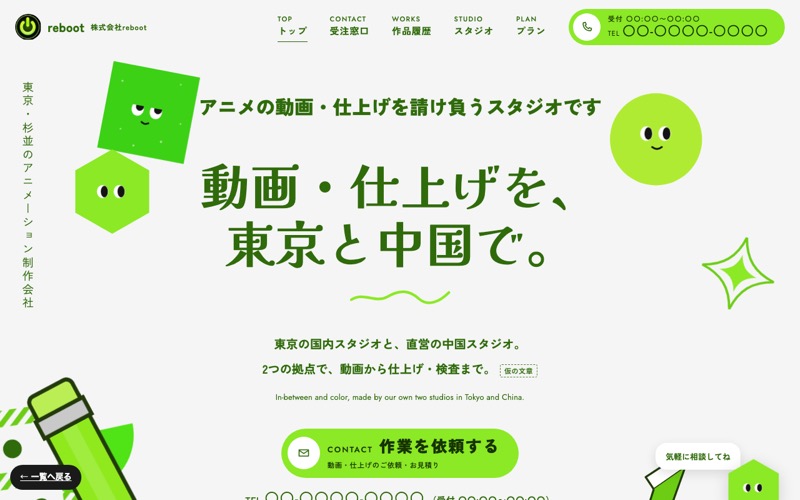 reboot 株式会社reboot
TOP
トップ
CONTACT
受注窓口
WORKS
作品履歴
STUDIO
スタジオ
PLAN
プラン
受付 ○○:○○〜○○:○○
TEL ○○-○○○○-○○○○
東京・杉並のアニメーション制作会社
アニメの動画・仕上げを請け負うスタジオです
動画・仕上げを、
東京と中国で。
東京の国内スタジオと、直営の中国スタジオ。
2つの拠点で、動画から仕上げ・検査まで。 仮の文章
In-between and color, made by our own two studios in Tokyo and China.
CONTACT 作業を依頼する
動画・仕上げのご依頼・お見積り
気軽に相談してね
← 一覧へ戻る
TEL ○○-○○○○-○○○○ (受付 ○○:○○〜○○:○○)